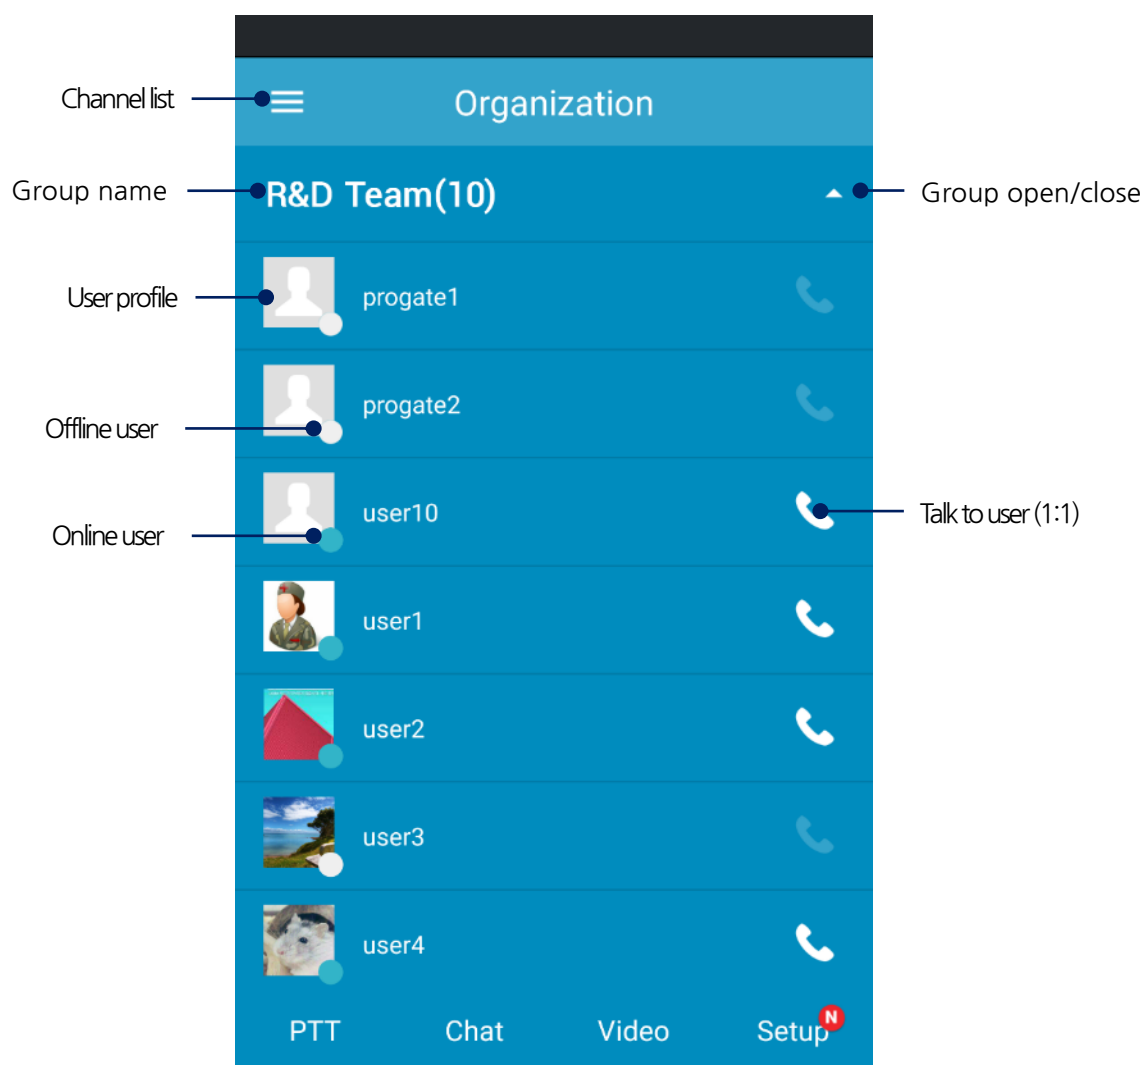 Channel list
Organization
Group name
R&D Team(10)
Group open/close
User profile
progate1
progate2
Offline user
user10
Talk to user (1:1)
Online user
user1
user2
user3
user4
PTT
Chat
Video
Setup
N